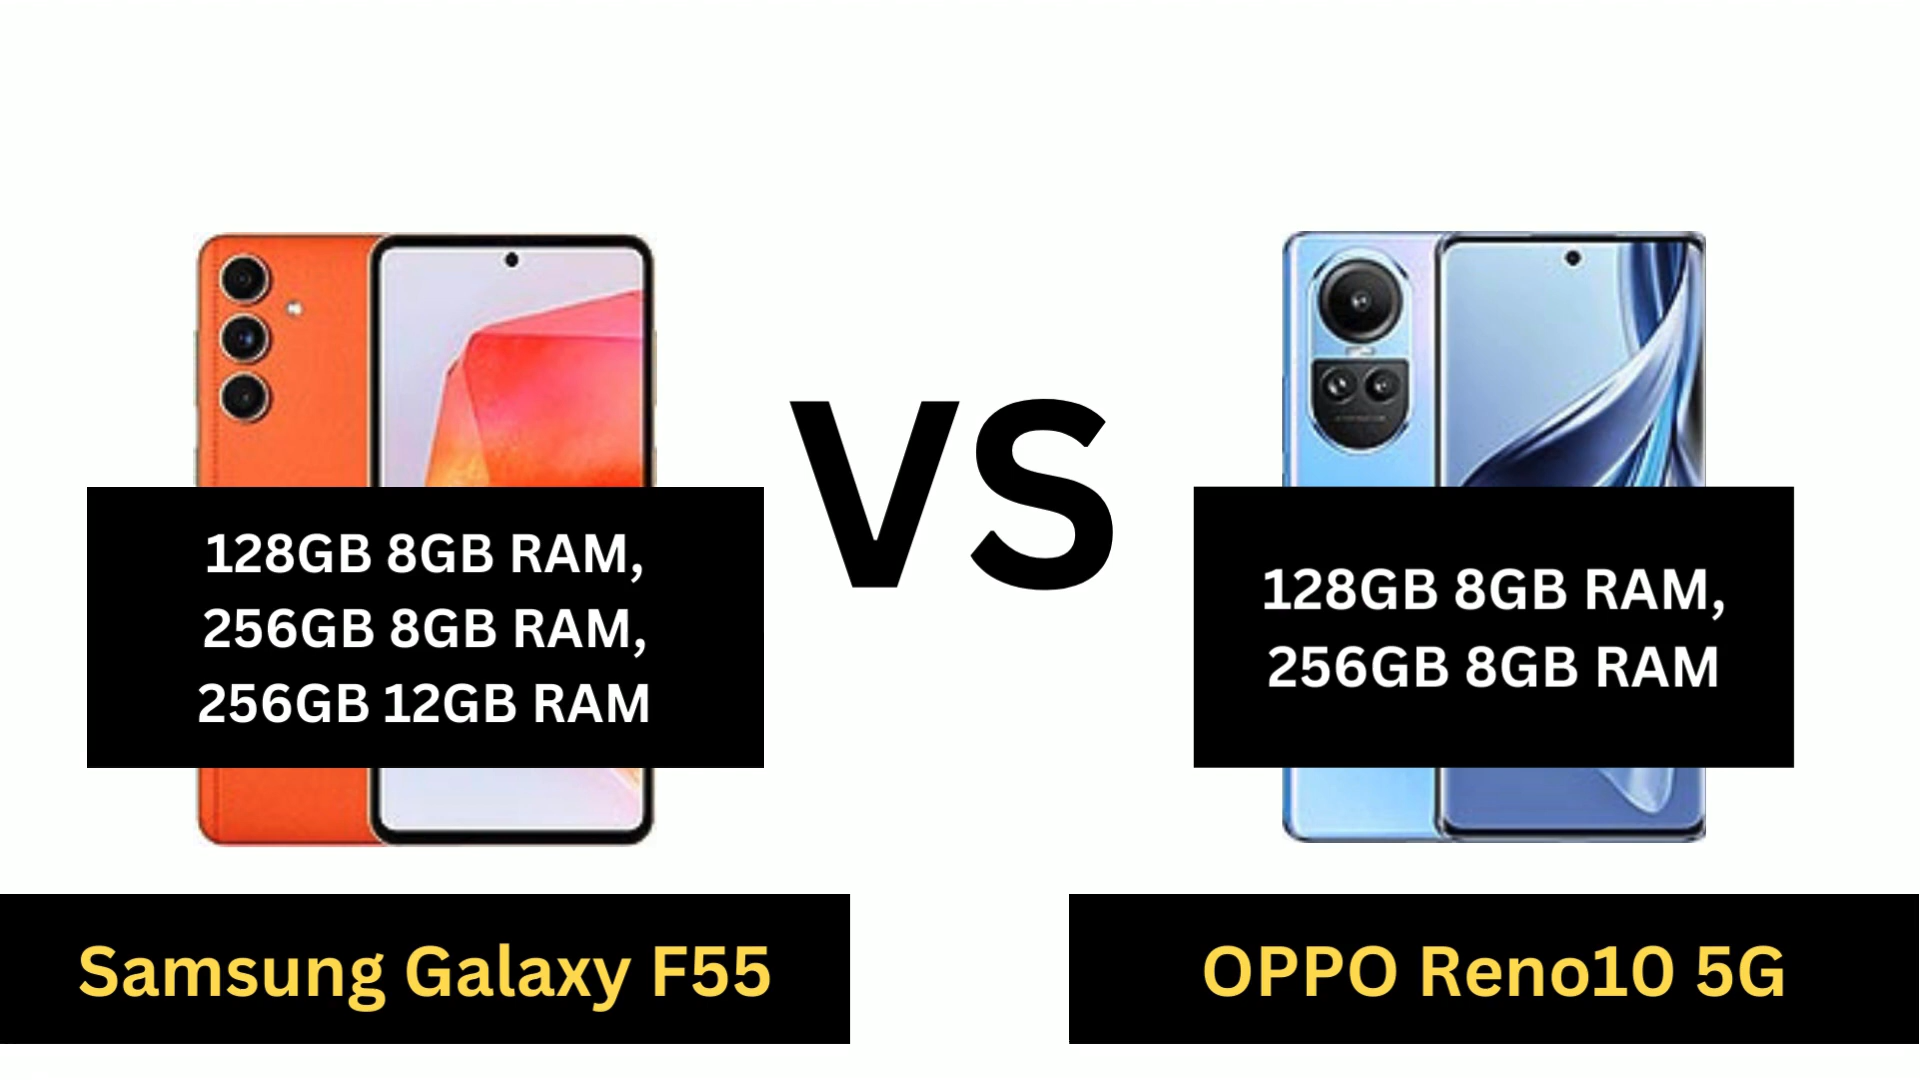 128GB 8GB RAM,
256GB 8GB RAM,
256GB 12GB RAM
VS
128GB 8GB RAM,
256GB 8GB RAM
Samsung Galaxy F55
OPPO Reno10 5G